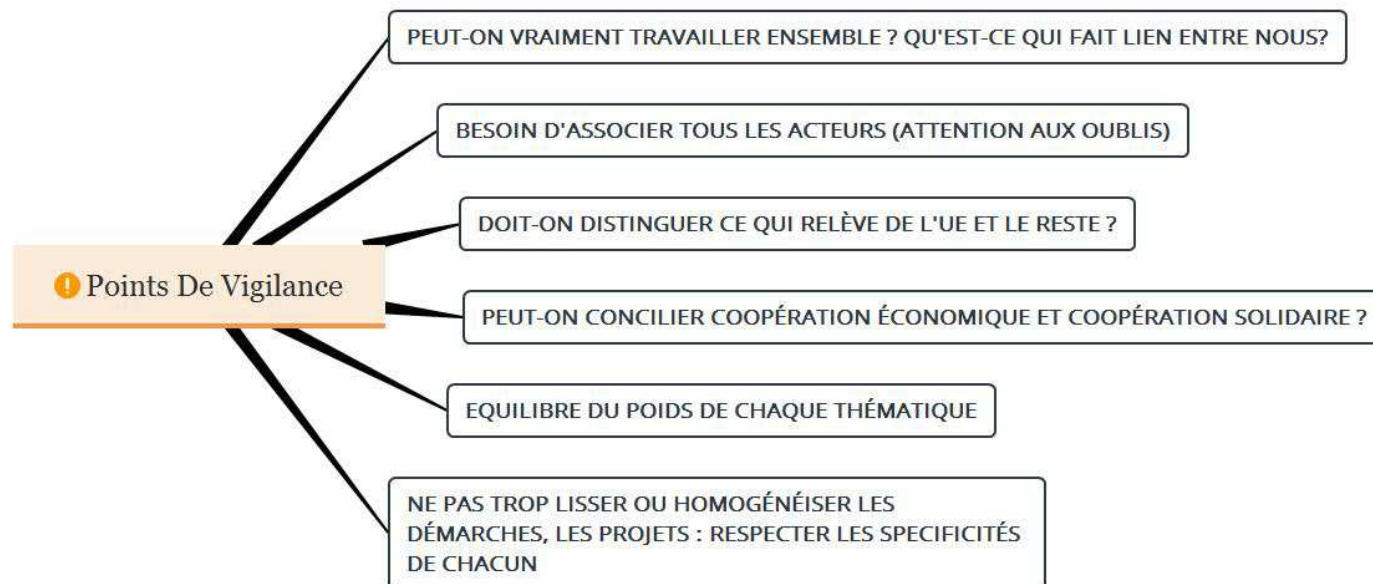 PEUT-ON VRAIMENT TRAVAILLER ENSEMBLE ? QU'EST-CE QUI FAIT LIEN ENTRE NOUS?
BESOIN D'ASSOCIER TOUS LES ACTEURS (ATTENTION AUX OUBLIS)
DOIT-ON DISTINGUER CE QUI RELÈVE DE L'UE ET LE RESTE ?
Points De Vigilance
PEUT-ON CONCILIER COOPÉRATION ÉCONOMIQUE ET COOPÉRATION SOLIDAIRE ?
EQUILIBRE DU POIDS DE CHAQUE THÉMATIQUE
NE PAS TROP LISSER OU HOMOGÉNÉISER LES
DÉMARCHES, LES PROJETS : RESPECTER LES SPECIFICITÉS
DE CHACUN